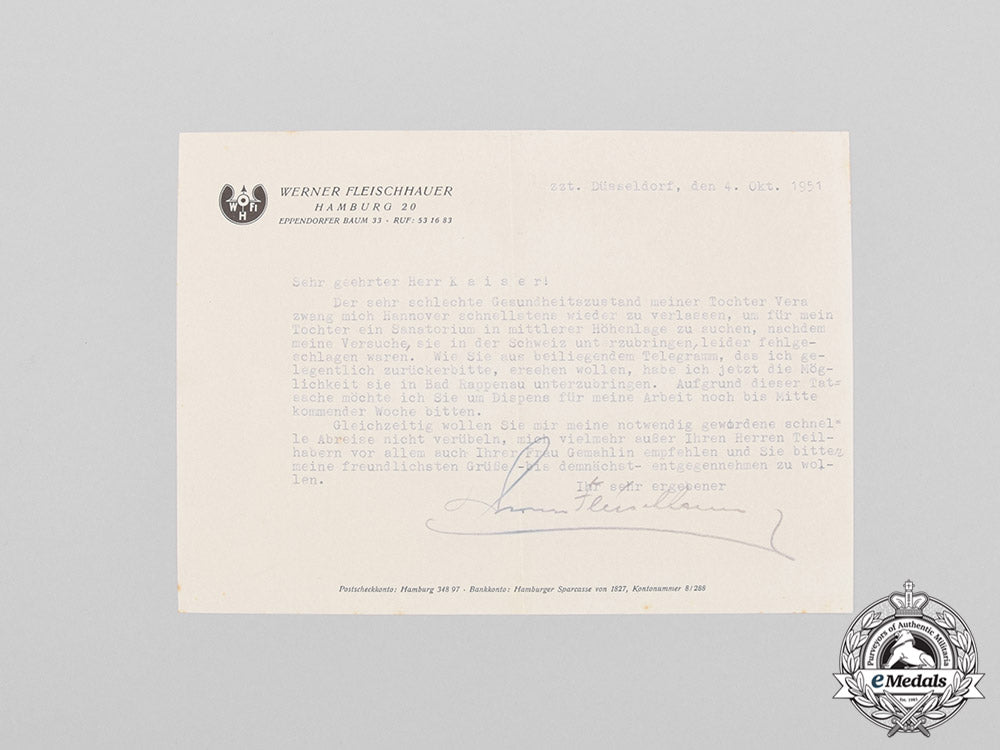 WERNER FLEISCHHAUER
HAMBURG 20
EPPENDORFER BAUM 33 - RUF: 53 16 83
W H Fl
zzt. Düsseldorf, den 4. Okt. 1951
Sehr geehrter Herr K a i s e r!
Der sehr schlechte Gesundheitszustand meiner Tochter Vera
zwang mich Hannover schnellstens wieder zu verlassen, um für mein
Tochter ein Sanatorium in mittlerer Höhenlage zu suchen, nachdem
meine Versuche, sie in der Schweiz unterzubringen, leider fehlge-
schlagen waren. Wie Sie aus beiliegendem Telegramm, das ich ge-
legentlich zurückerbitte, ersehen wollen, habe ich jetzt die Mög-
lichkeit sie in Bad Rappenau unterzubringen. Aufgrund dieser Tat=
sache möchte ich Sie um Dispens für meine Arbeit noch bis Mitte
kommender Woche bitten.
Gleichzeitig wollen Sie mir meine notwendig gewordene schnel=
le Abreise nicht verübeln, mich vielmehr außer Ihren Herren Teil-
habern vor allem auch Ihrer Frau Gemahlin empfehlen und Sie bitte,
meine freundlichsten Grüße -bis demnächst- entgegennehmen zu wol-
len.
Ihr sehr ergebener
Werner Fleischhauer
Postscheckkonto: Hamburg 348 97 - Bankkonto: Hamburger Sparcasse von 1827, Kontonummer 8/288
Purveyors of Authentic Militaria
eMedals